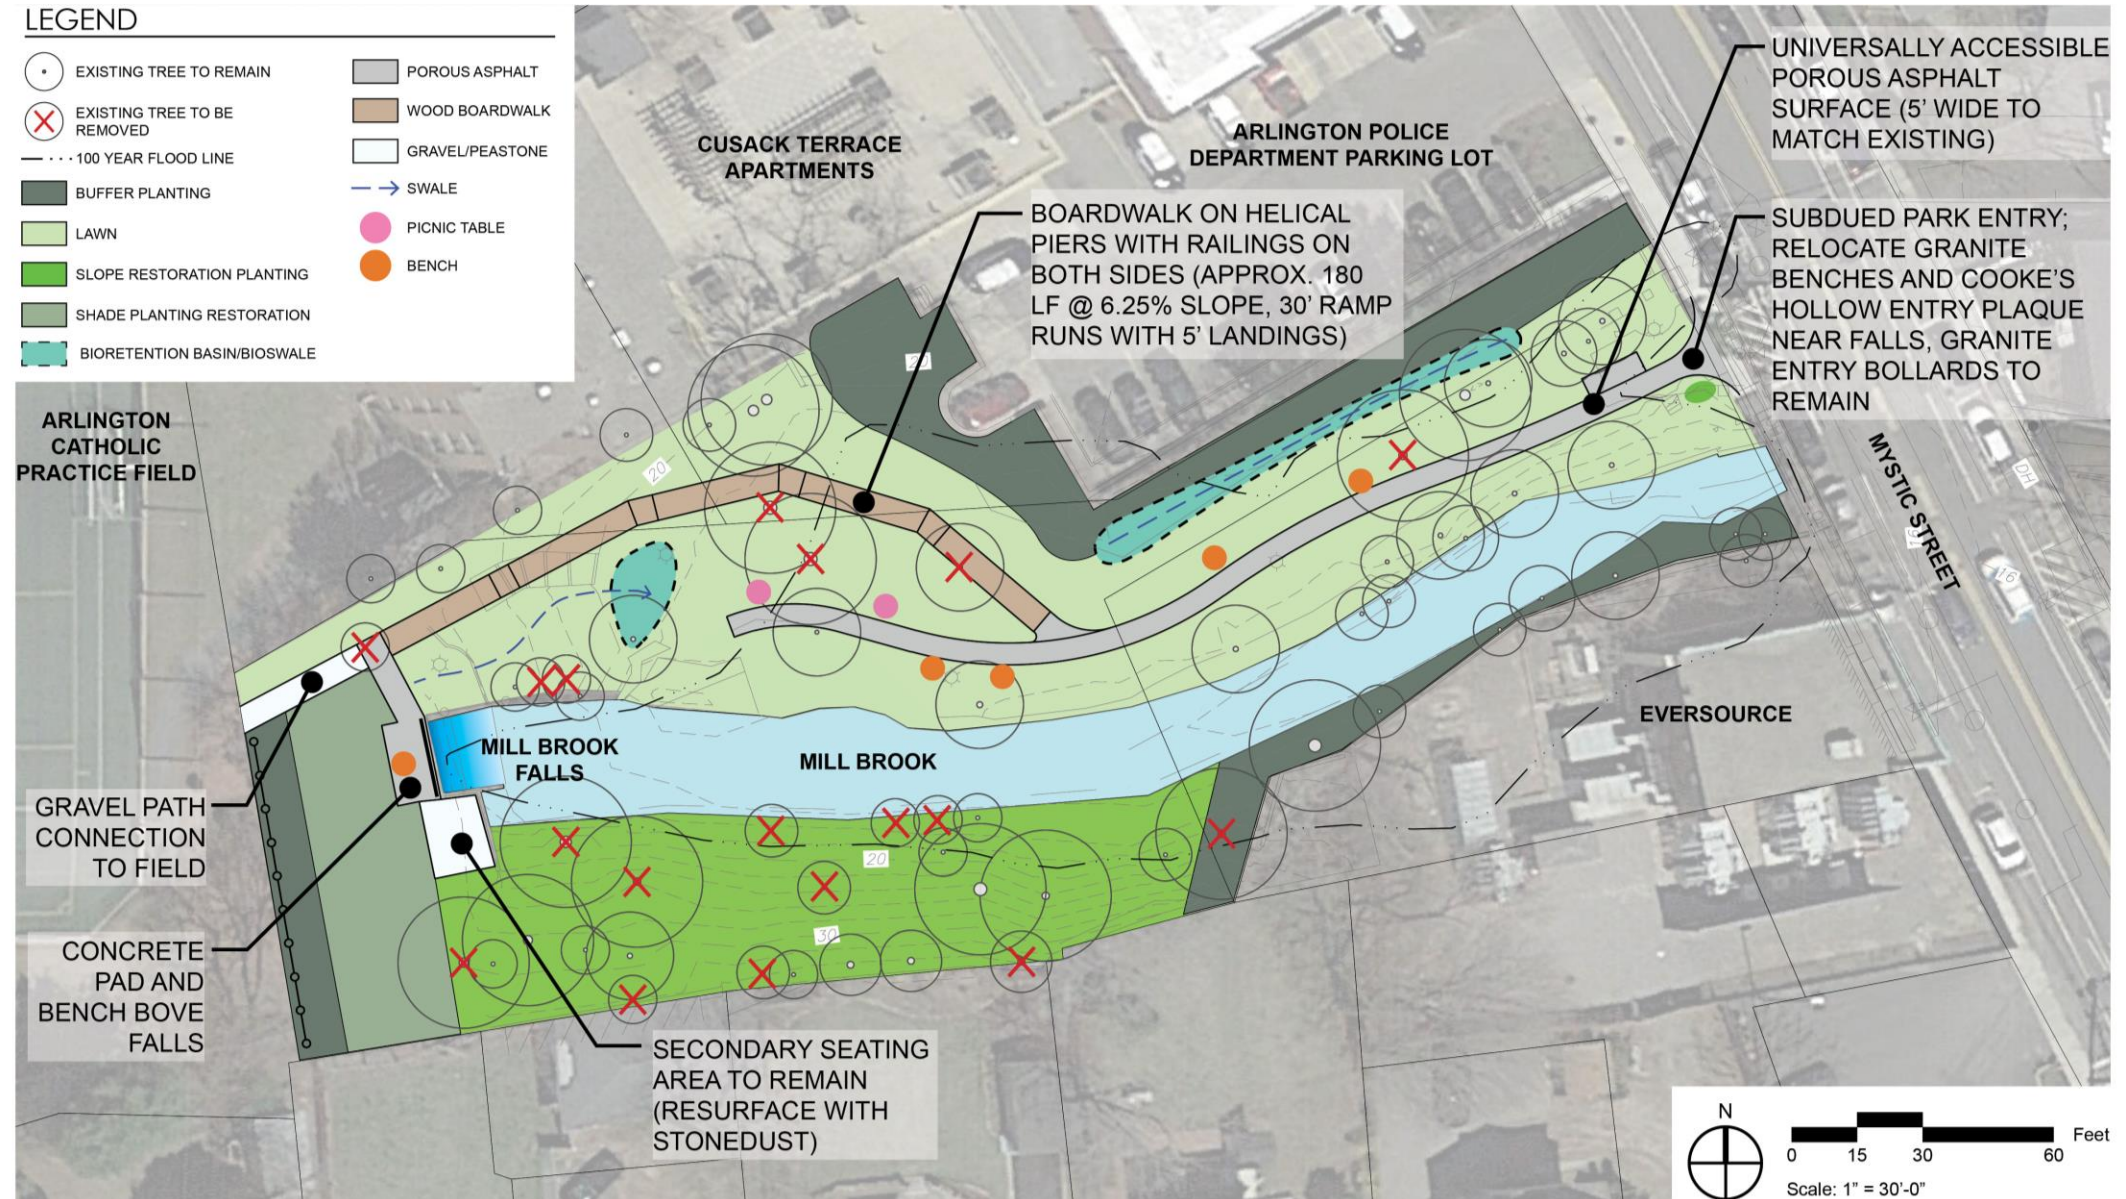 LEGEND
EXISTING TREE TO REMAIN
EXISTING TREE TO BE
REMOVED
100 YEAR FLOOD LINE
BUFFER PLANTING
LAWN
SLOPE RESTORATION PLANTING
SHADE PLANTING RESTORATION
BIORETENTION BASIN/BIOSWALE
POROUS ASPHALT
WOOD BOARDWALK
GRAVEL/PEASTONE
SWALE
PICNIC TABLE
BENCH
CUSACK TERRACE
APARTMENTS
ARLINGTON POLICE
DEPARTMENT PARKING LOT
UNIVERSALLY ACCESSIBLE
POROUS ASPHALT
SURFACE (5’ WIDE TO
MATCH EXISTING)
BOARDWALK ON HELICAL
PIERS WITH RAILINGS ON
BOTH SIDES (APPROX. 180
LF @ 6.25% SLOPE, 30’ RAMP
RUNS WITH 5’ LANDINGS)
SUBDUED PARK ENTRY;
RELOCATE GRANITE
BENCHES AND COOKE’S
HOLLOW ENTRY PLAQUE
NEAR FALLS, GRANITE
ENTRY BOLLARDS TO
REMAIN
ARLINGTON
CATHOLIC
PRACTICE FIELD
20
20
MYSTIC STREET
HD
16
16
MILL BROOK
FALLS
MILL BROOK
EVERSOURCE
GRAVEL PATH
CONNECTION
TO FIELD
20
30
CONCRETE
PAD AND
BENCH BOVE
FALLS
SECONDARY SEATING
AREA TO REMAIN
(RESURFACE WITH
STONEDUST)
N
Feet
0 15 30 60
Scale: 1” = 30’-0”